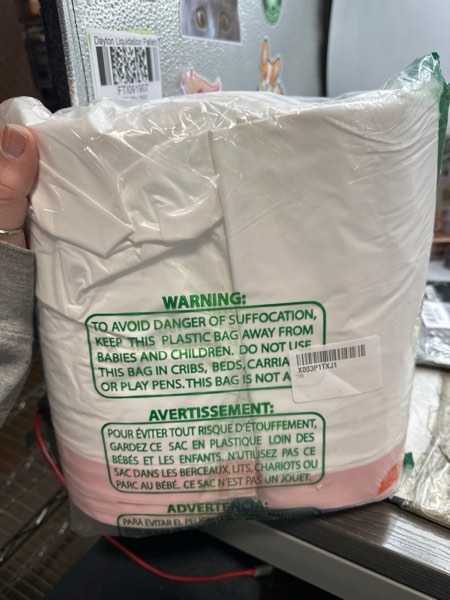 Dayton Liquidation Pallet
FTI091907
WARNING:
TO AVOID DANGER OF SUFFOCATION,
KEEP THIS PLASTIC BAG AWAY FROM
BABIES AND CHILDREN. DO NOT USE
THIS BAG IN CRIBS, BEDS, CARRIA
OR PLAY PENS. THIS BAG IS NOT A
X003P1TXJ1
AVERTISSEMENT:
POUR ÉVITER TOUT RISQUE D'ÉTOUFFEMENT,
GARDEZ CE SAC EN PLASTIQUE LOIN DES
BÉBÉS ET LES ENFANTS. N'UTILISEZ PAS CE
SAC DANS LES BERCEAUX, LITS, CHARIOTS OU
PARC AU BÉBÉ. CE SAC N'EST PAS UN JOUET.
ADVERTENCIA:
PARA EVITAR EL